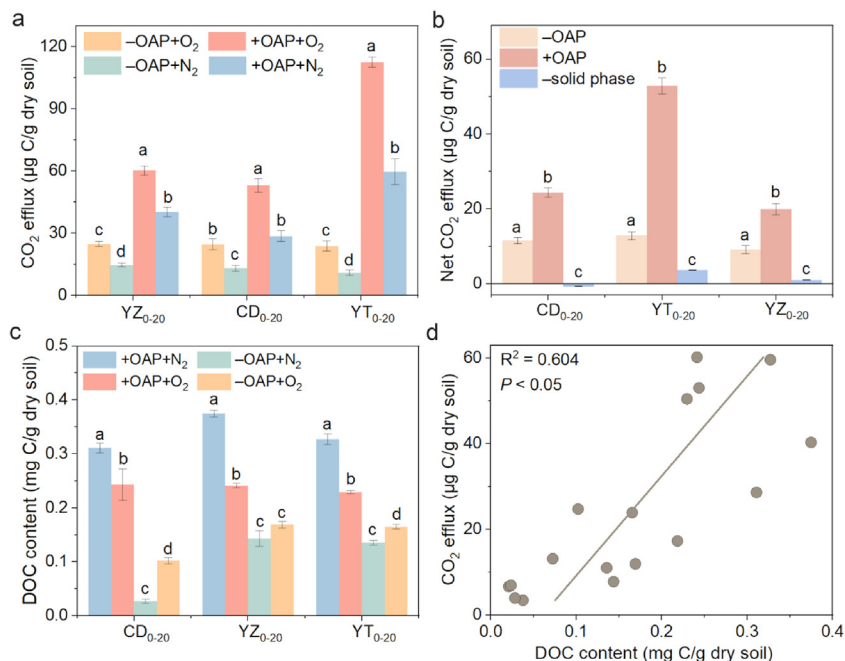 a
CO₂ efflux (μg C/g dry soil)
–OAP+O₂
+OAP+O₂
–OAP+N₂
+OAP+N₂
120
90
60
30
0
c
d
a
b
c
c
a
b
c
c
a
b
YZ₀₋₂₀
CD₀₋₂₀
YT₀₋₂₀
b
Net CO₂ efflux (μg C/g dry soil)
–OAP
+OAP
–solid phase
60
40
20
0
a
b
c
a
b
c
a
b
c
CD₀₋₂₀
YT₀₋₂₀
YZ₀₋₂₀
c
DOC content (mg C/g dry soil)
+OAP+N₂
–OAP+N₂
+OAP+O₂
–OAP+O₂
0.5
0.4
0.3
0.2
0.1
0.0
a
b
c
d
a
b
c
c
a
b
c
d
CD₀₋₂₀
YZ₀₋₂₀
YT₀₋₂₀
d
CO₂ efflux (μg C/g dry soil)
R² = 0.604
P < 0.05
60
40
20
0
0.0
0.1
0.2
0.3
0.4
DOC content (mg C/g dry soil)